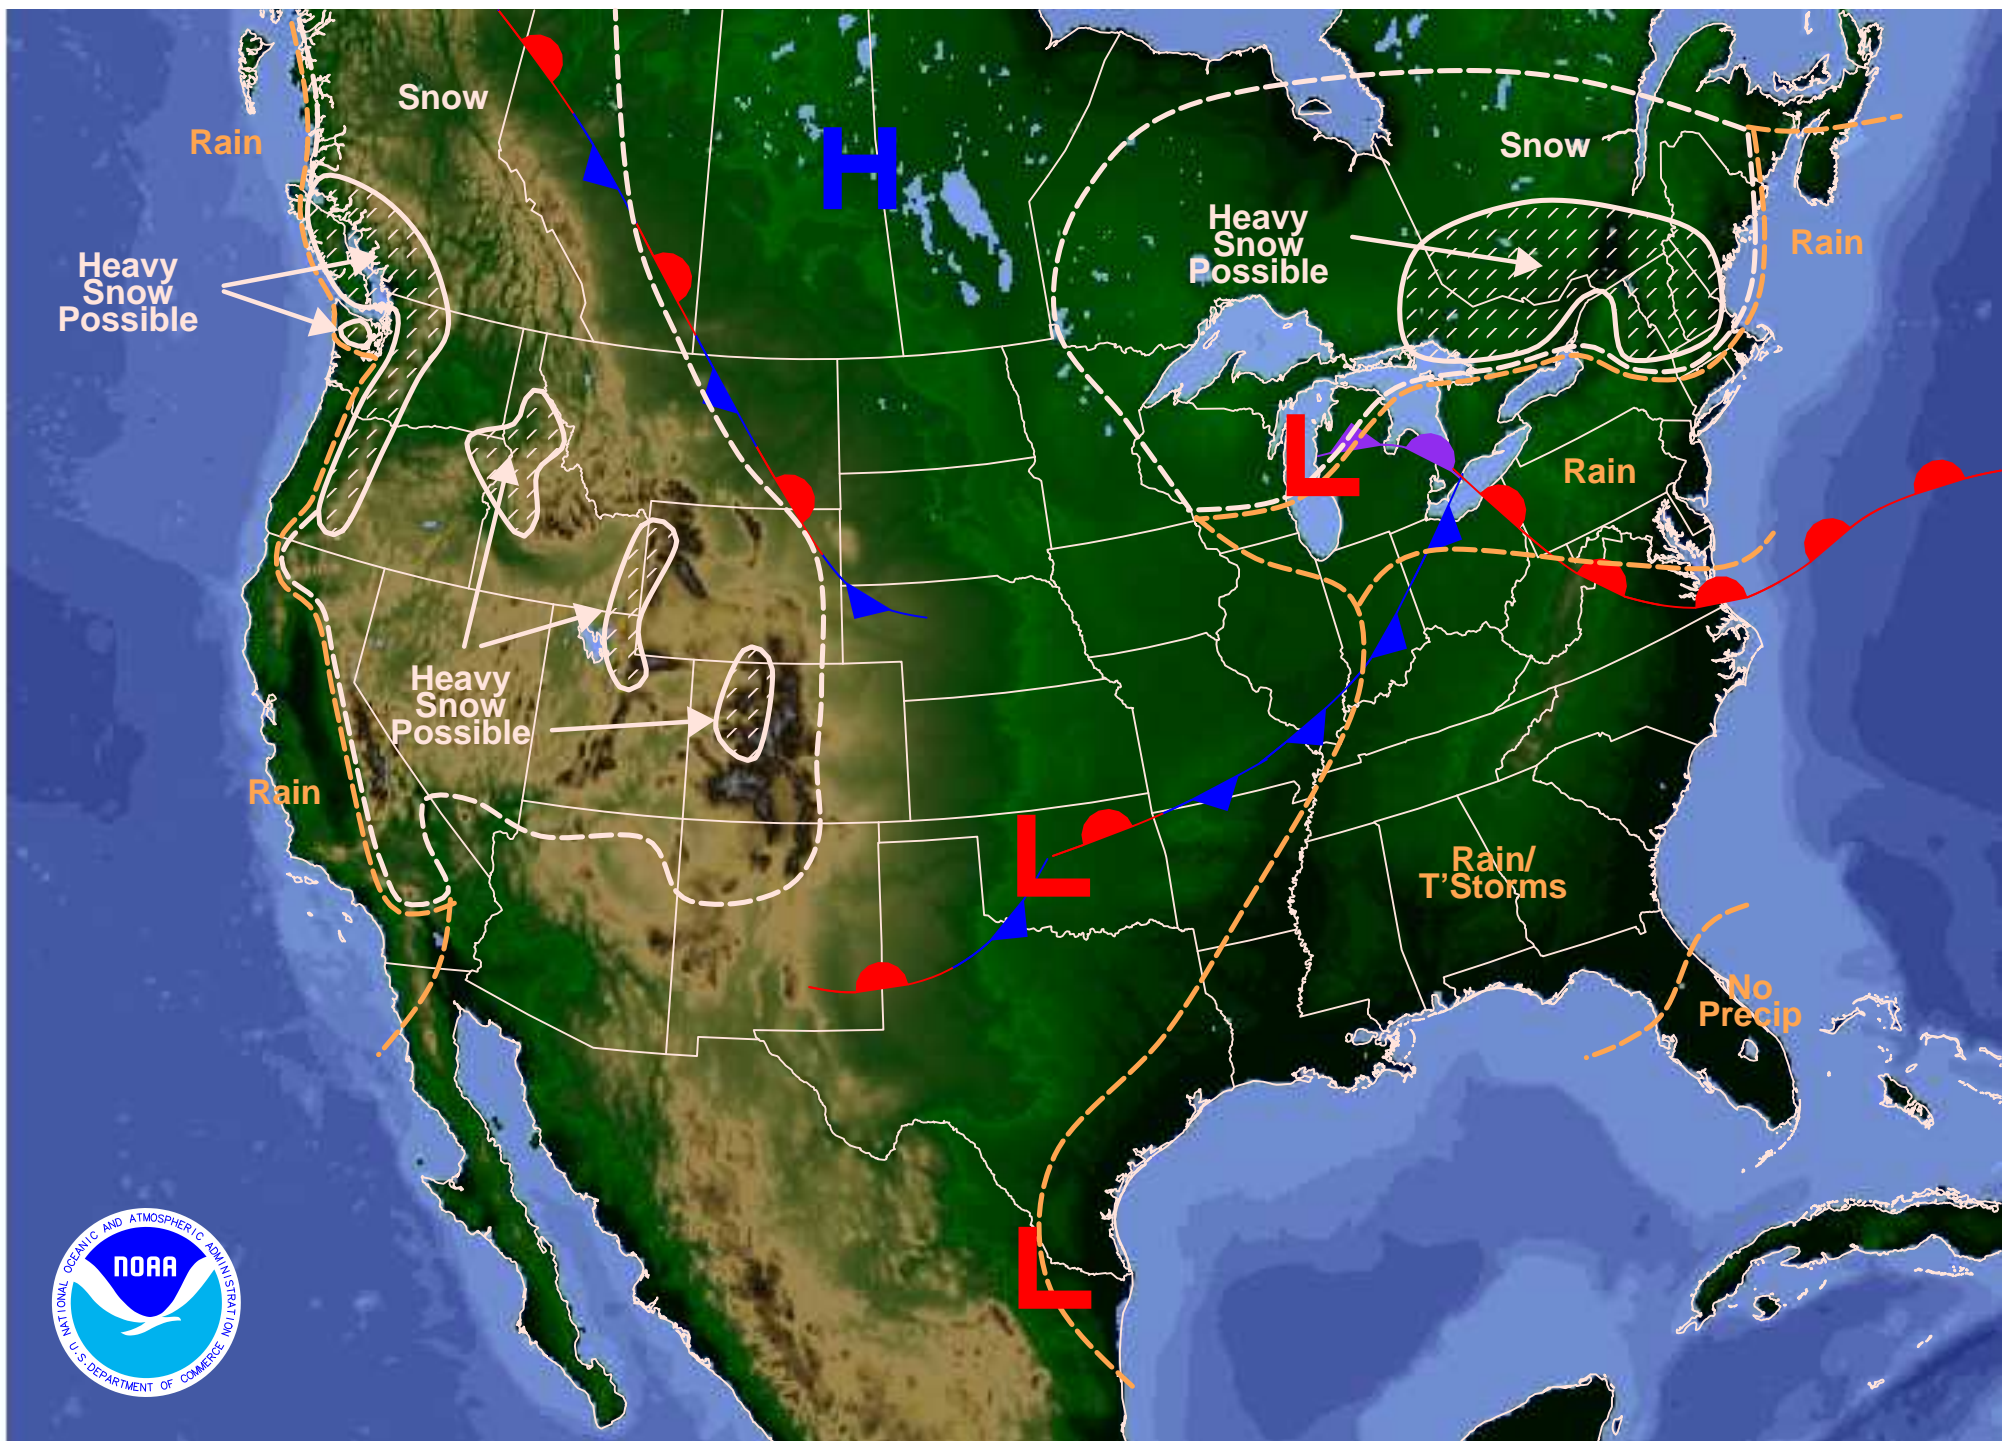 Snow
H
Rain
Snow
Heavy
Snow
Possible
Rain
Heavy
Snow
Possible
L
Rain
Heavy
Snow
Possible
Rain
L
Rain/
T'Storms
No
Precip
L
NATIONAL OCEANIC AND ATMOSPHERIC ADMINISTRATION
NOAA
U.S. DEPARTMENT OF COMMERCE